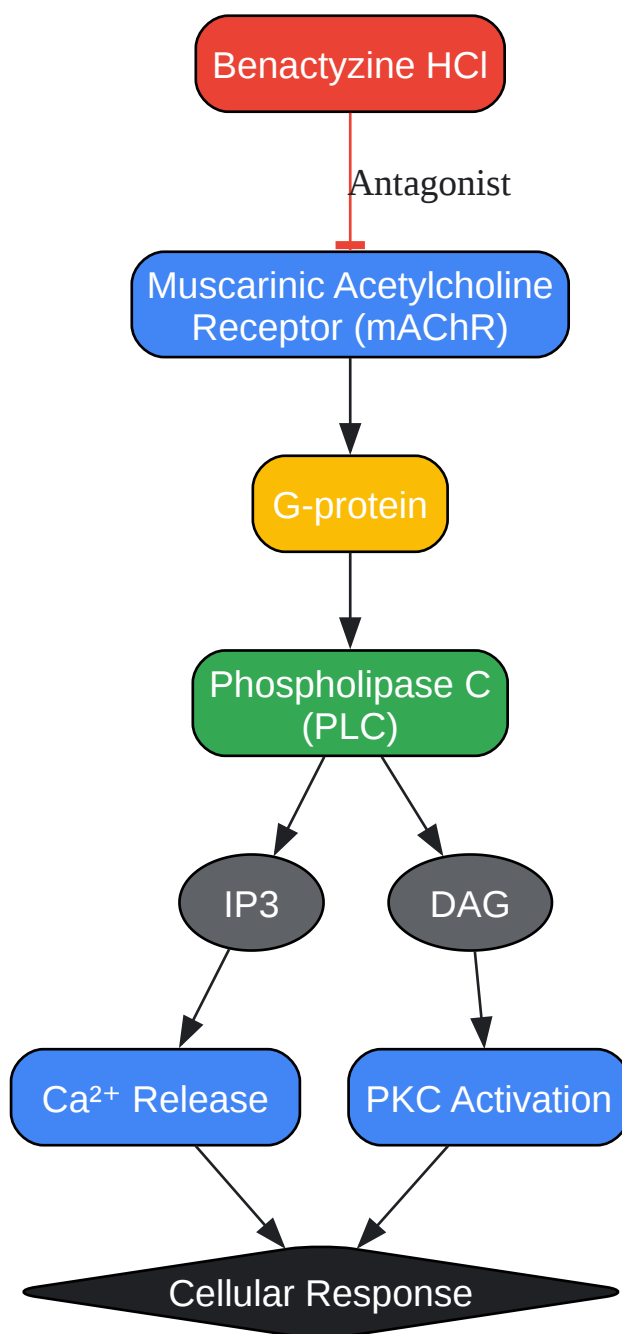 Benactyzine HCl
Antagonist
Muscarinic Acetylcholine
Receptor (mAChR)
G-protein
Phospholipase C
(PLC)
IP3
DAG
Ca²⁺ Release
PKC Activation
Cellular Response